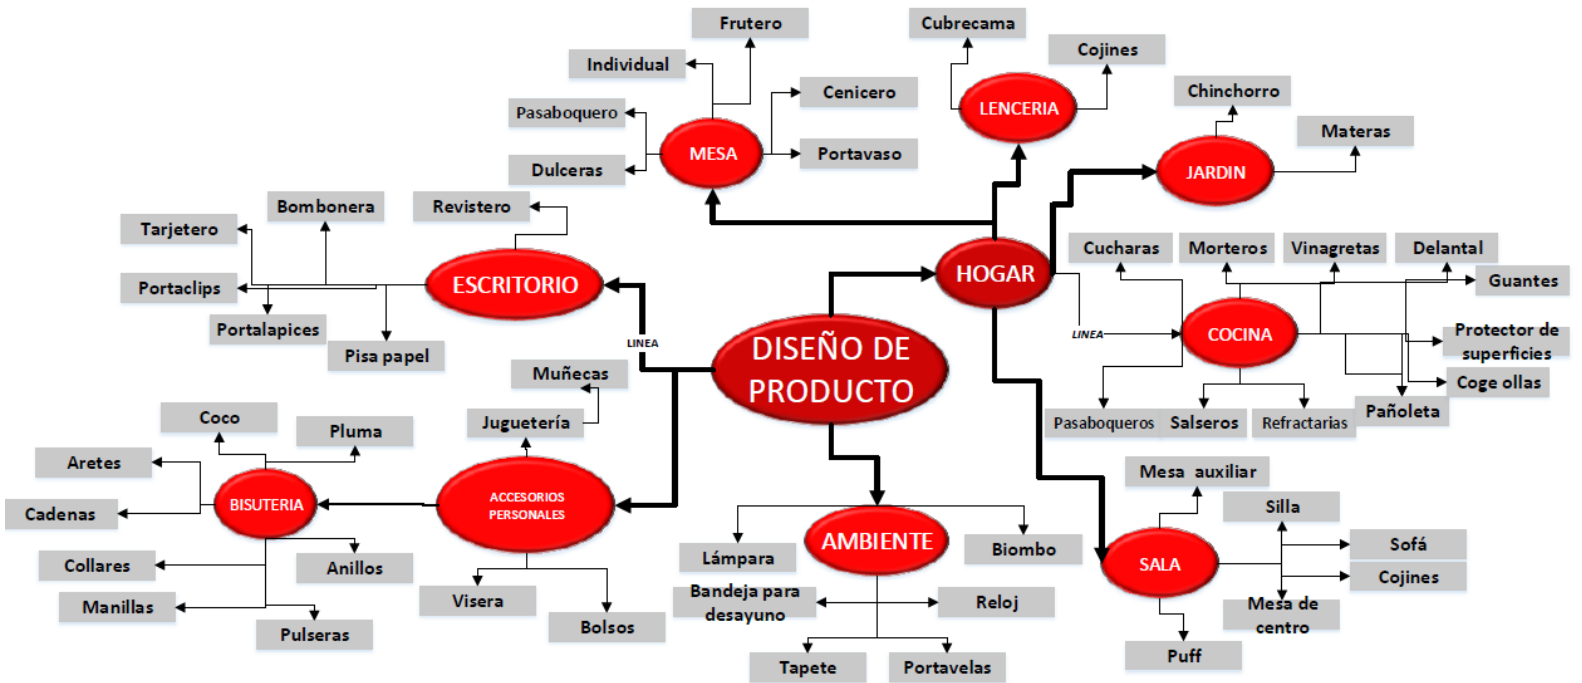 Frutero
Cubrecama
Cojines
Individual
Cenicero
Chinchorro
Pasaboquero
LENCERIA
Materas
MESA
Portavaso
Dulceras
JARDIN
Bombonera
Revistero
Tarjetero
Cucharas
Morteros
Vinagretas
Delantal
HOGAR
Guantes
Portaclips
ESCRITORIO
Portalapices
LINEA
LINEA
COCINA
Protector de
superficies
Pisa papel
DISEÑO DE
PRODUCTO
Muñecas
Coge ollas
Coco
Pluma
Juguetería
Pasaboqueros
Salseros
Refractarias
Pañoleta
Aretes
Mesa auxiliar
BISUTERIA
ACCESORIOS
PERSONALES
Silla
Cadenas
AMBIENTE
Sofá
Lámpara
Biombo
Collares
Anillos
SALA
Cojines
Manillas
Visera
Bandeja para
desayuno
Reloj
Mesa de
centro
Pulseras
Bolsos
Puff
Tapete
Portavelas